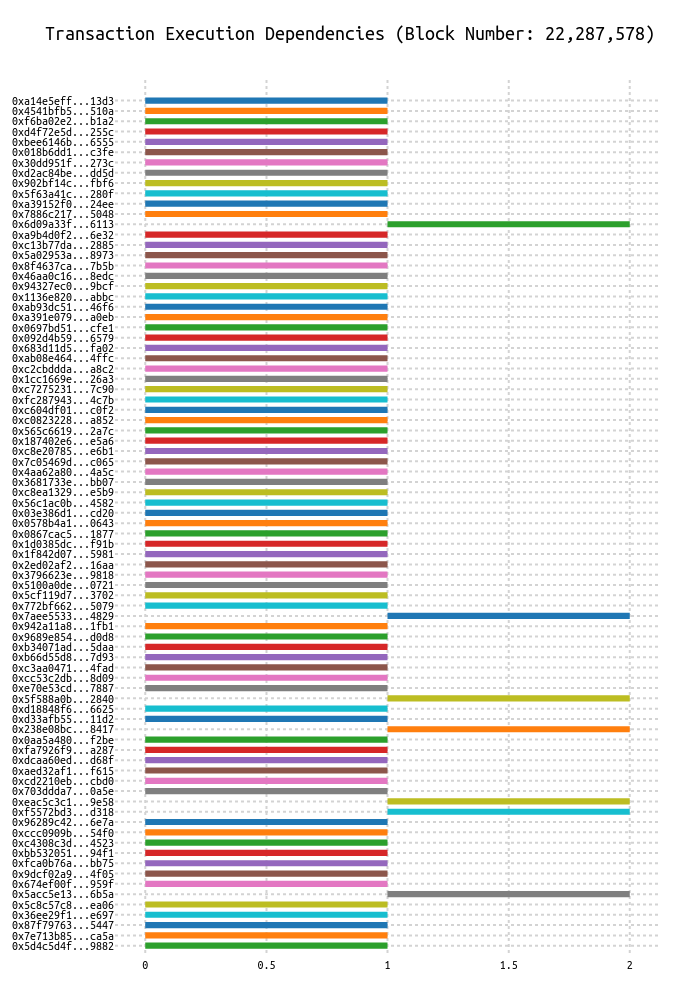 Transaction Execution Dependencies (Block Number: 22,287,578)
0xa14e5eff...13d3
0x4541bfb5...510a
0xf6ba02e2...b1a2
0xd4f72e5d...255c
0xbee6146b...6555
0x018b6dd1...c3fe
0x30dd951f...273c
0xd2ac84be...dd5d
0x902bf14c...fbf6
0x5f63a41c...280f
0xa39152f0...24ee
0x7886c217...5048
0x6d09a33f...6113
0xa9b4d0f2...6e32
0xc13b77da...2885
0x5a02953a...8973
0x8f4637ca...7b5b
0x46aa0c16...8edc
0x94327ec0...9bcf
0x1136e820...abbc
0xab93dc51...46f6
0xa391e079...a0eb
0x0697bd51...cfe1
0x092d4b59...6579
0x683d11d5...fa02
0xab08e464...4ffc
0xc2cbddda...a8c2
0x1cc1669e...26a3
0xc7275231...7c90
0xfc287943...4c7b
0xc604df01...c0f2
0xc0823228...a852
0x565c6619...2a7c
0x187402e6...e5a6
0xc8e20785...e6b1
0x7c05469d...c065
0x4aa62a80...4a5c
0x3681733e...bb07
0xc8ea1329...e5b9
0x56c1ac0b...4582
0x03e386d1...cd20
0x0578b4a1...0643
0x0867cac5...1877
0x1d0385dc...f91b
0x1f842d07...5981
0x2ed02af2...16aa
0x3796623e...9818
0x5100a0de...0721
0x5cf119d7...3702
0x772bf662...5079
0x7aee5533...4829
0x942a11a8...1fb1
0x9689e854...d0d8
0xb34071ad...5daa
0xb66d55d8...7d93
0xc3aa0471...4fad
0xcc53c2db...8d09
0xe70e53cd...7887
0x5f588a0b...2840
0xd18848f6...6625
0xd33afb55...11d2
0x238e08bc...8417
0x0aa5a480...f2be
0xfa7926f9...a287
0xdcaa60ed...d68f
0xaed32af1...f615
0xcd2210eb...cbd0
0x703ddda7...0a5e
0xeac5c3c1...9e58
0xf5572bd3...d318
0x96289c42...6e7a
0xccc0909b...54f0
0xc4308c3d...4523
0xbb532051...94f1
0xfca0b76a...bb75
0x9dcf02a9...4f05
0x674ef00f...959f
0x5acc5e13...6b5a
0x5c8c57c8...ea06
0x36ee29f1...e697
0x87f79763...5447
0x7e713b85...ca5a
0x5d4c5d4f...9882
0 0.5 1 1.5 2